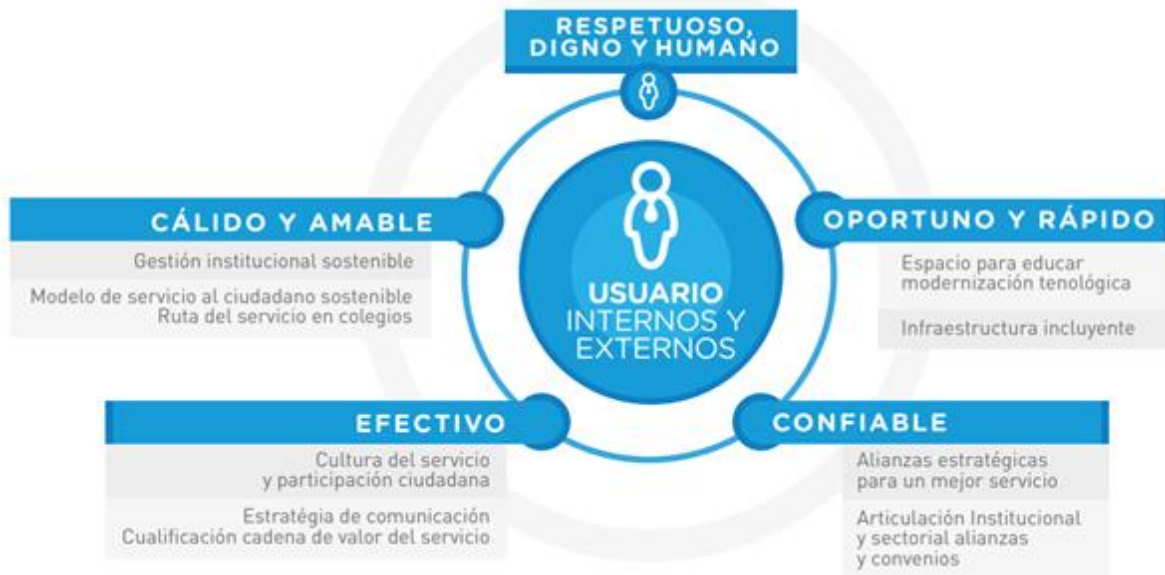 RESPETUOSO,
DIGNO Y HUMANO
CÁLIDO Y AMABLE
Gestión institucional sostenible
Modelo de servicio al ciudadano sostenible
Ruta del servicio en colegios
USUARIO
INTERNOS Y
EXTERNOS
OPORTUNO Y RÁPIDO
Espacio para educar
modernización tenológica
Infraestructura incluyente
EFECTIVO
Cultura del servicio
y participación ciudadana
Estratégia de comunicación
Cualificación cadena de valor del servicio
CONFIABLE
Alianzas estratégicas
para un mejor servicio
Articulación Institucional
y sectorial alianzas
y convenios